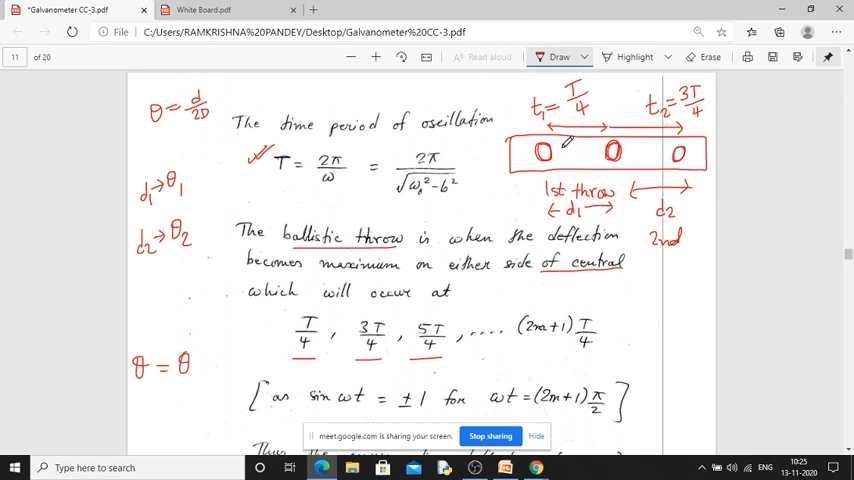 *Galvanometer CC-3.pdf
White Board.pdf
C:/Users/RAMKRISHNA%20PANDEY/Desktop/Galvanometer%20CC-3.pdf
11 of 20
Read aloud
Draw
Highlight
Erase
θ = d/2D
t₁ = T/4
t₂ = 3T/4
The time period of oscillation
T = 2π/ω = 2π/√(ω₀² - b²)
1st throw
d1
d2
2nd
d₁ → θ₁
d₂ → θ₂
The ballistic throw is when the deflection
becomes maximum on either side of central
which will occur at
T/4 , 3T/4 , 5T/4 , .... (2m+1) T/4
θ = θ
[as sin ωt = ± 1 for ωt = (2m+1) π/2]
meet.google.com is sharing your screen.
Stop sharing
Hide
Type here to search
ENG
10:25
13-11-2020